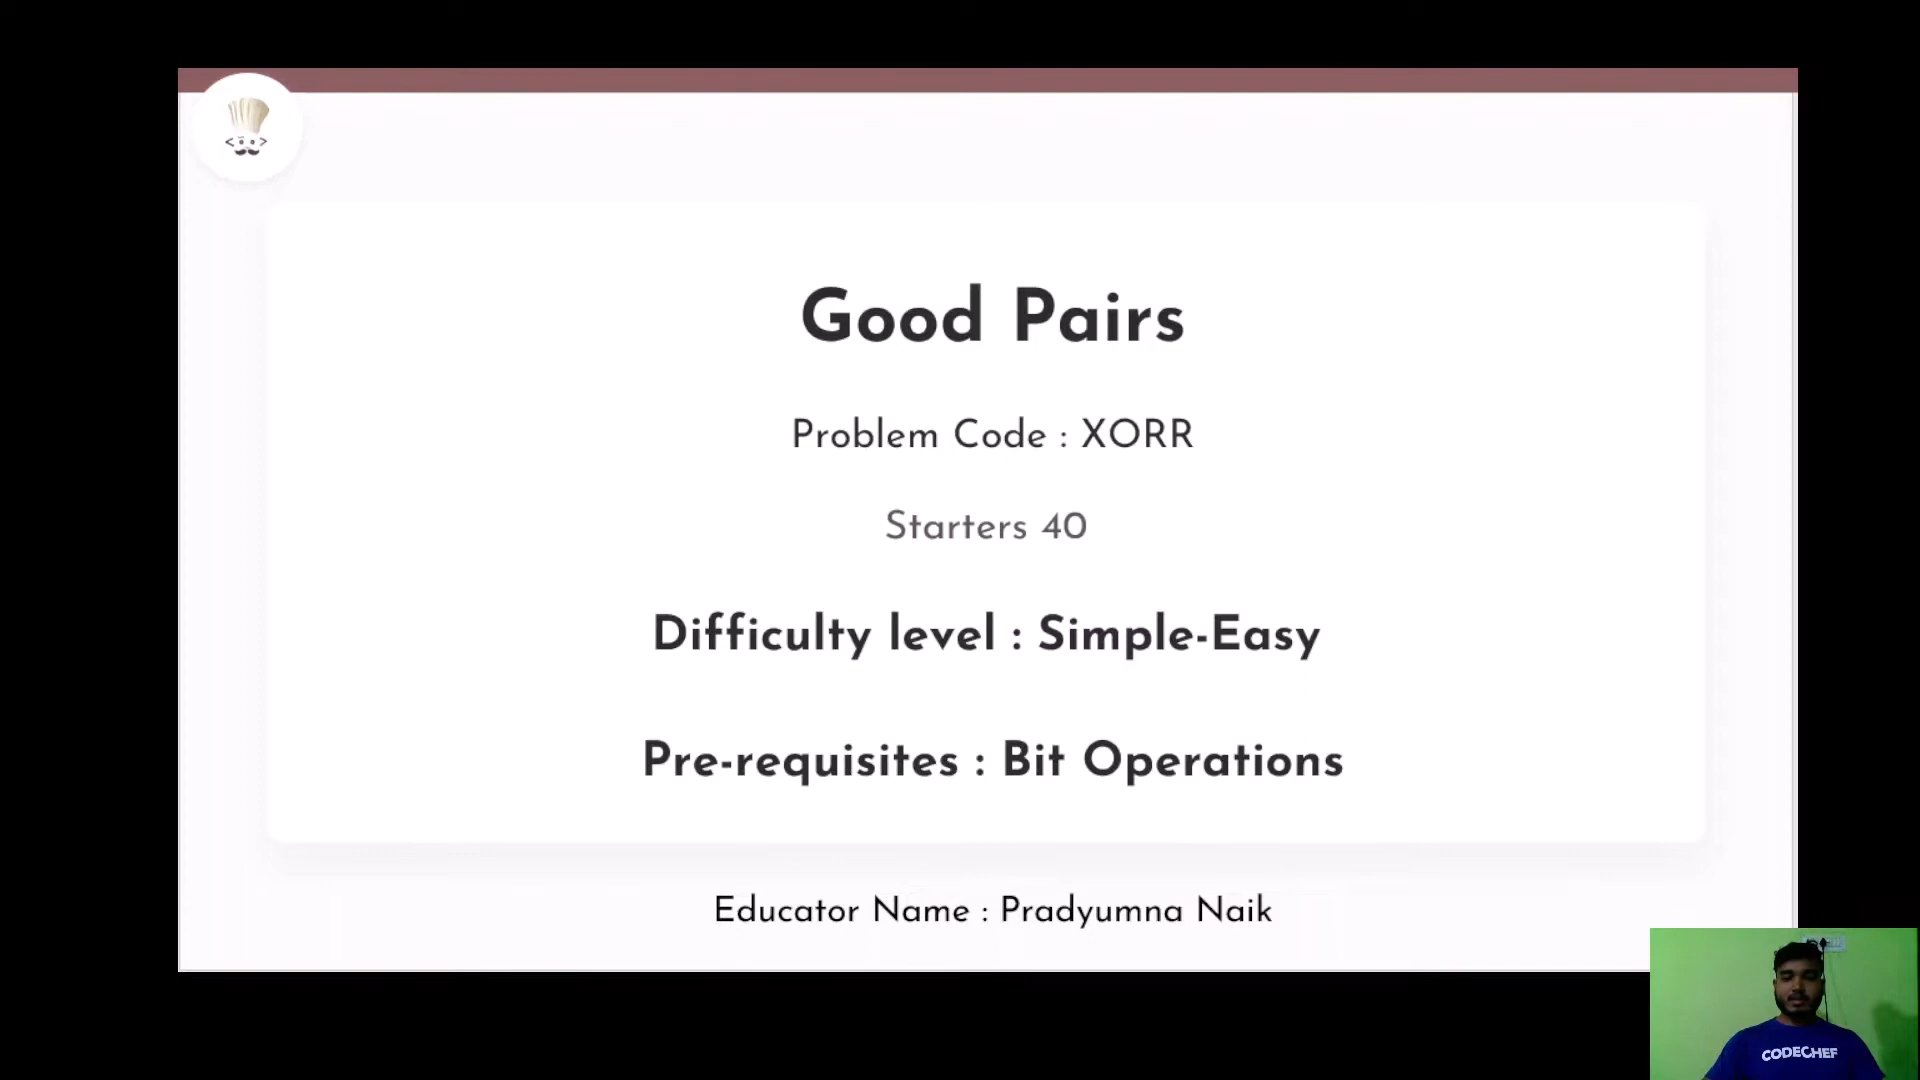 Good Pairs
Problem Code : XORR
Starters 40
Difficulty level : Simple-Easy
Pre-requisites : Bit Operations
Educator Name : Pradyumna Naik
CODECHEF